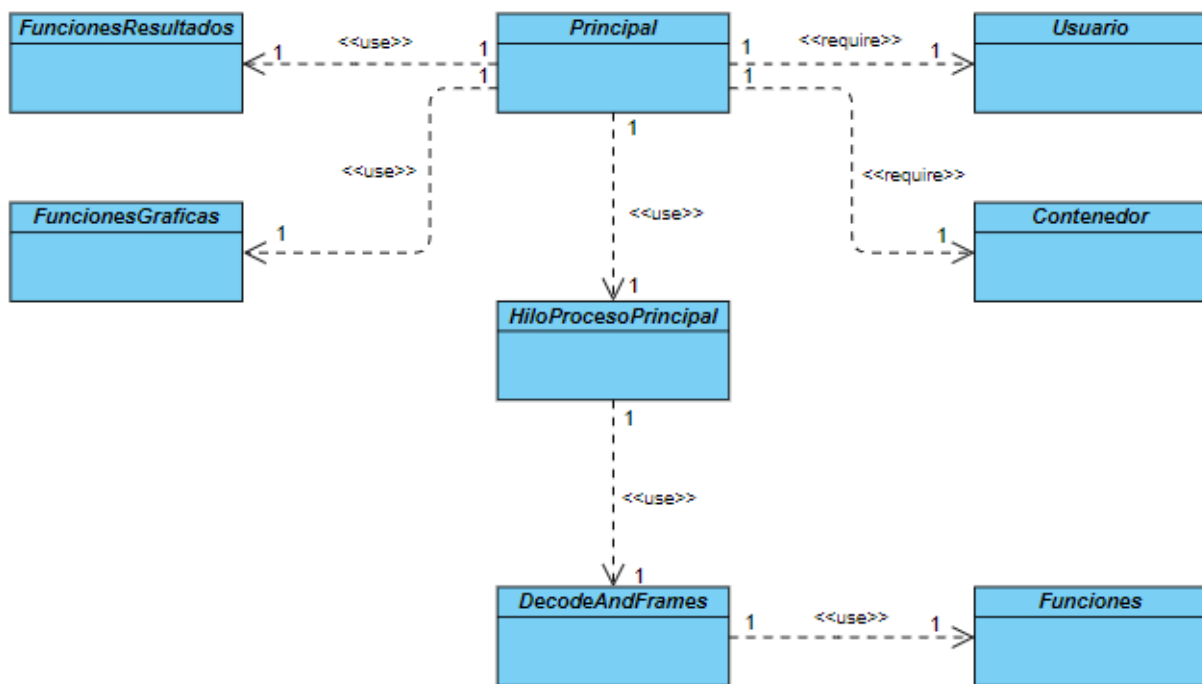 FuncionesResultados
Principal
Usuario
1
<<use>>
1
1
<<require>>
1
1
1
<<use>>
1
<<require>>
FuncionesGraficas
<<use>>
Contenedor
1
1
1
HiloProcesoPrincipal
1
<<use>>
1
DecodeAndFrames
Funciones
1
<<use>>
1